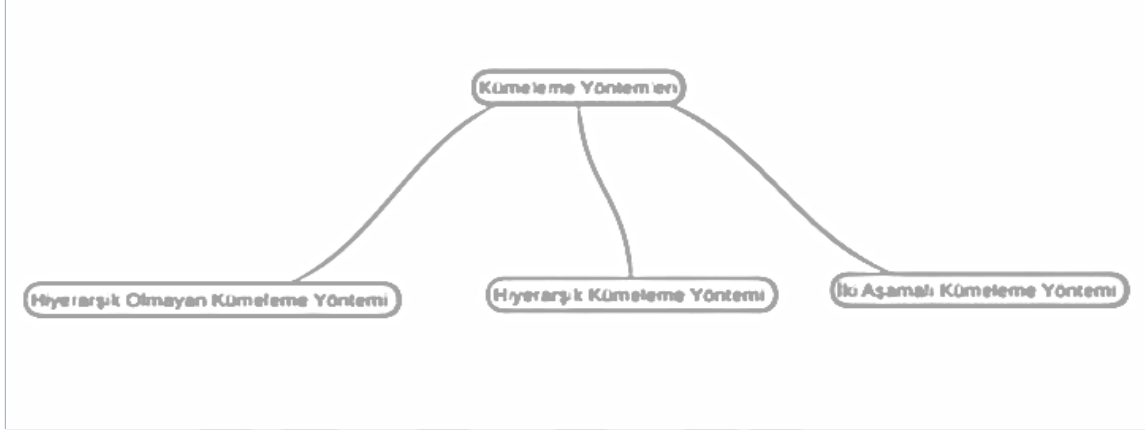 Kümeleme Yöntemleri
Hiyerarşik Olmayan Kümeleme Yöntemi
Hiyerarşik Kümeleme Yöntemi
İki Aşamalı Kümeleme Yöntemi